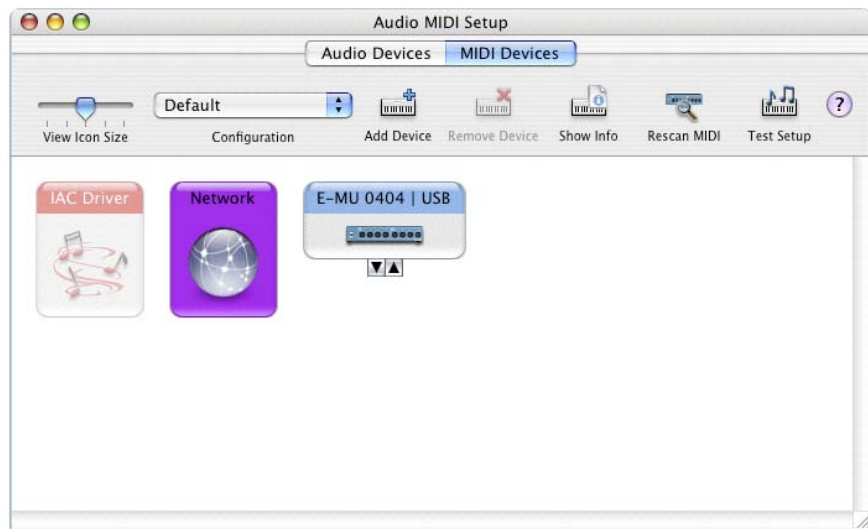 Audio MIDI Setup
Audio Devices MIDI Devices
Default
View Icon Size Configuration Add Device Remove Device Show Info Rescan MIDI Test Setup ?
IAC Driver Network E-MU 0404 | USB